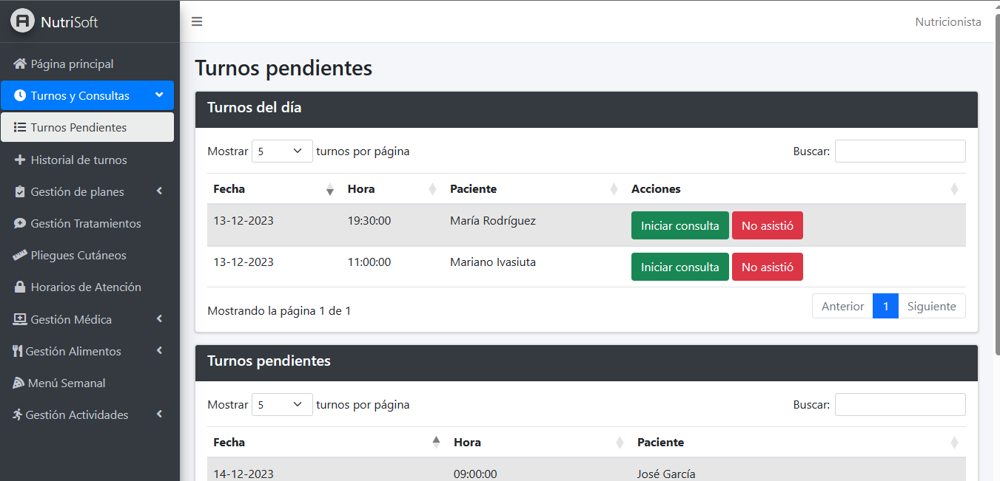 NutriSoft
Nutricionista
Página principal
Turnos y Consultas
Turnos Pendientes
Historial de turnos
Gestión de planes
Gestión Tratamientos
Pliegues Cutáneos
Horarios de Atención
Gestión Médica
Gestión Alimentos
Menú Semanal
Gestión Actividades
Turnos pendientes
Turnos del día
Mostrar 5 turnos por página Buscar:
Fecha Hora Paciente Acciones
13-12-2023 19:30:00 María Rodríguez Iniciar consulta No asistió
13-12-2023 11:00:00 Mariano Ivasiuta Iniciar consulta No asistió
Mostrando la página 1 de 1 Anterior 1 Siguiente
Turnos pendientes
Mostrar 5 turnos por página Buscar:
Fecha Hora Paciente
14-12-2023 09:00:00 José García